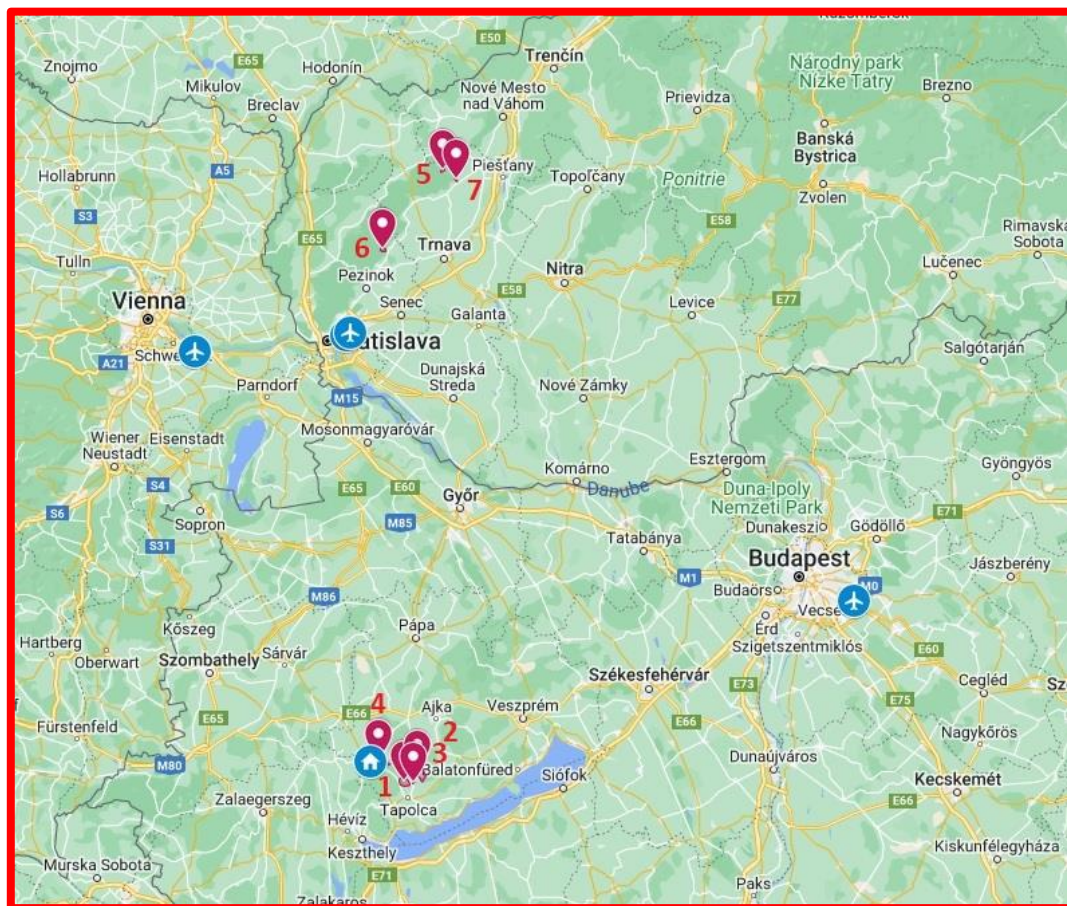 Ružomberok
E50
Trenčín
Znojmo
E65
Hodonín
Mikulov
Nové Mesto
nad Váhom
Prievidza
Národný park
Nízke Tatry
Brezno
Breclav
Banská
Bystrica
A5
Hollabrunn
5
7
Piešťany
Topoľčany
Ponitrie
Zvolen
S3
E65
6
Trnava
E58
Rimavská
Sobota
Tulln
Pezinok
Nitra
Lučenec
Vienna
Senec
E58
Galanta
Levice
E77
Schwe
atislava
Salgótarján
A21
Parndorf
Dunajská
Streda
Nové Zámky
M15
Wiener
Neustadt
Eisenstadt
Mosonmagyaróvár
Esztergom
S4
E65
E60
Komárno
Danube
Gyöngyös
S6
Győr
Duna-Ipoly
Nemzeti Park
E71
Sopron
M85
Dunakeszi
Gödöllő
S31
Tatabánya
Budapest
Jászberény
M1
Budaörs
M0
M86
Vecsé
Kőszeg
Pápa
Érd
Szigetszentmiklós
Hartberg
Oberwart
Szombathely
Sárvár
E60
Székesfehérvár
Cegléd
E73
Sz
f
E65
E66
4
Ajka
Veszprém
E75
Fürstenfeld
2
E66
Nagykőrös
3
M80
Balatonfüred
Siófok
Dunaújváros
Kecskemét
1
Zalaegerszeg
Tapolca
E66
Hévíz
Keszthely
Kiskunfélegyháza
Murska Sobota
E71
Paks
Zalakaros